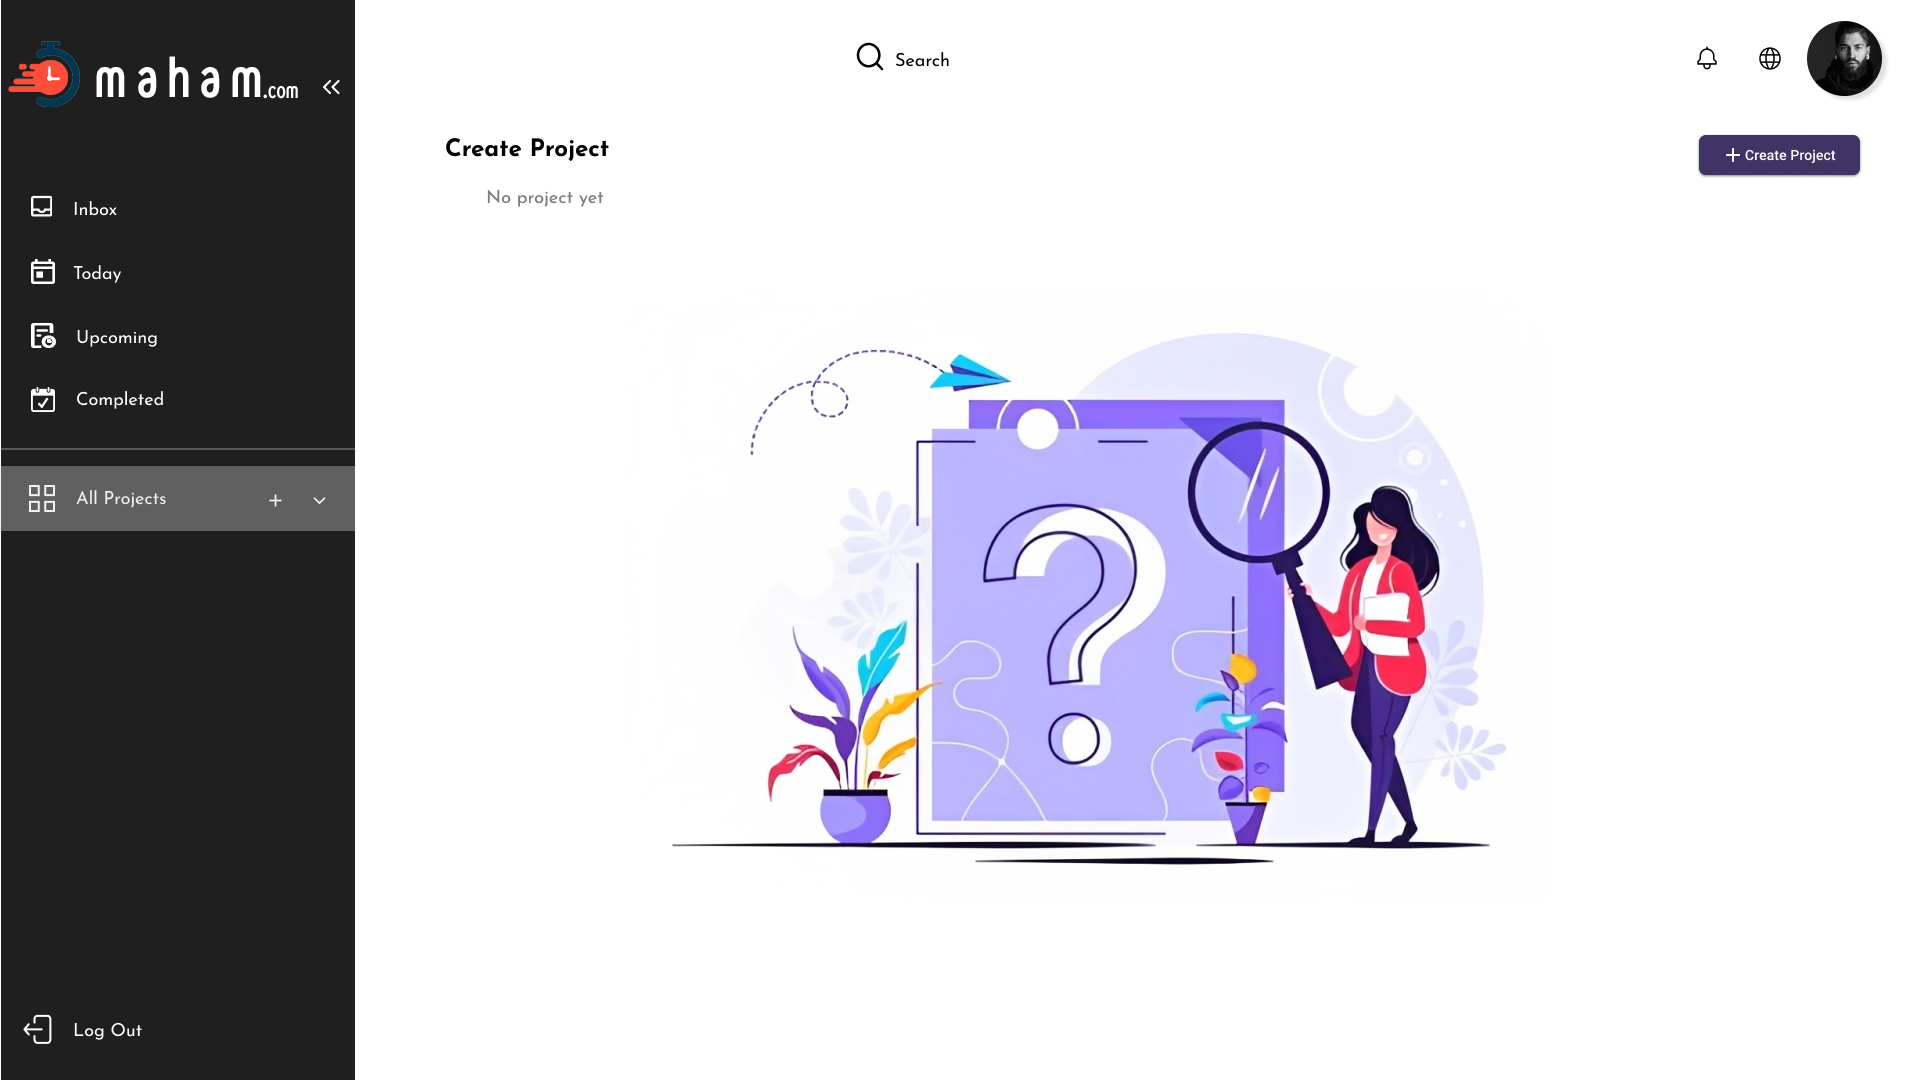 maham.com
Search
Create Project
Create Project
No project yet
Inbox
Today
Upcoming
Completed
All Projects
Log Out